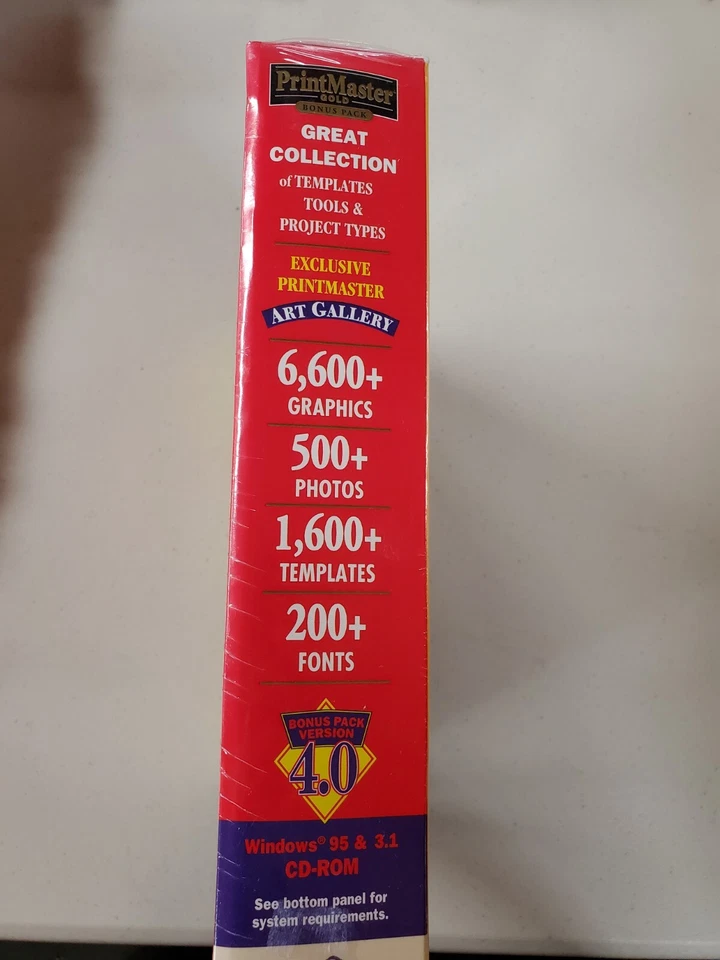 PrintMaster
GOLD
BONUS PACK
GREAT
COLLECTION
of TEMPLATES
TOOLS &
PROJECT TYPES
EXCLUSIVE
PRINTMASTER
ART GALLERY
6,600+
GRAPHICS
500+
PHOTOS
1,600+
TEMPLATES
200+
FONTS
BONUS PACK
VERSION
4.0
Windows® 95 & 3.1
CD-ROM
See bottom panel for
system requirements.